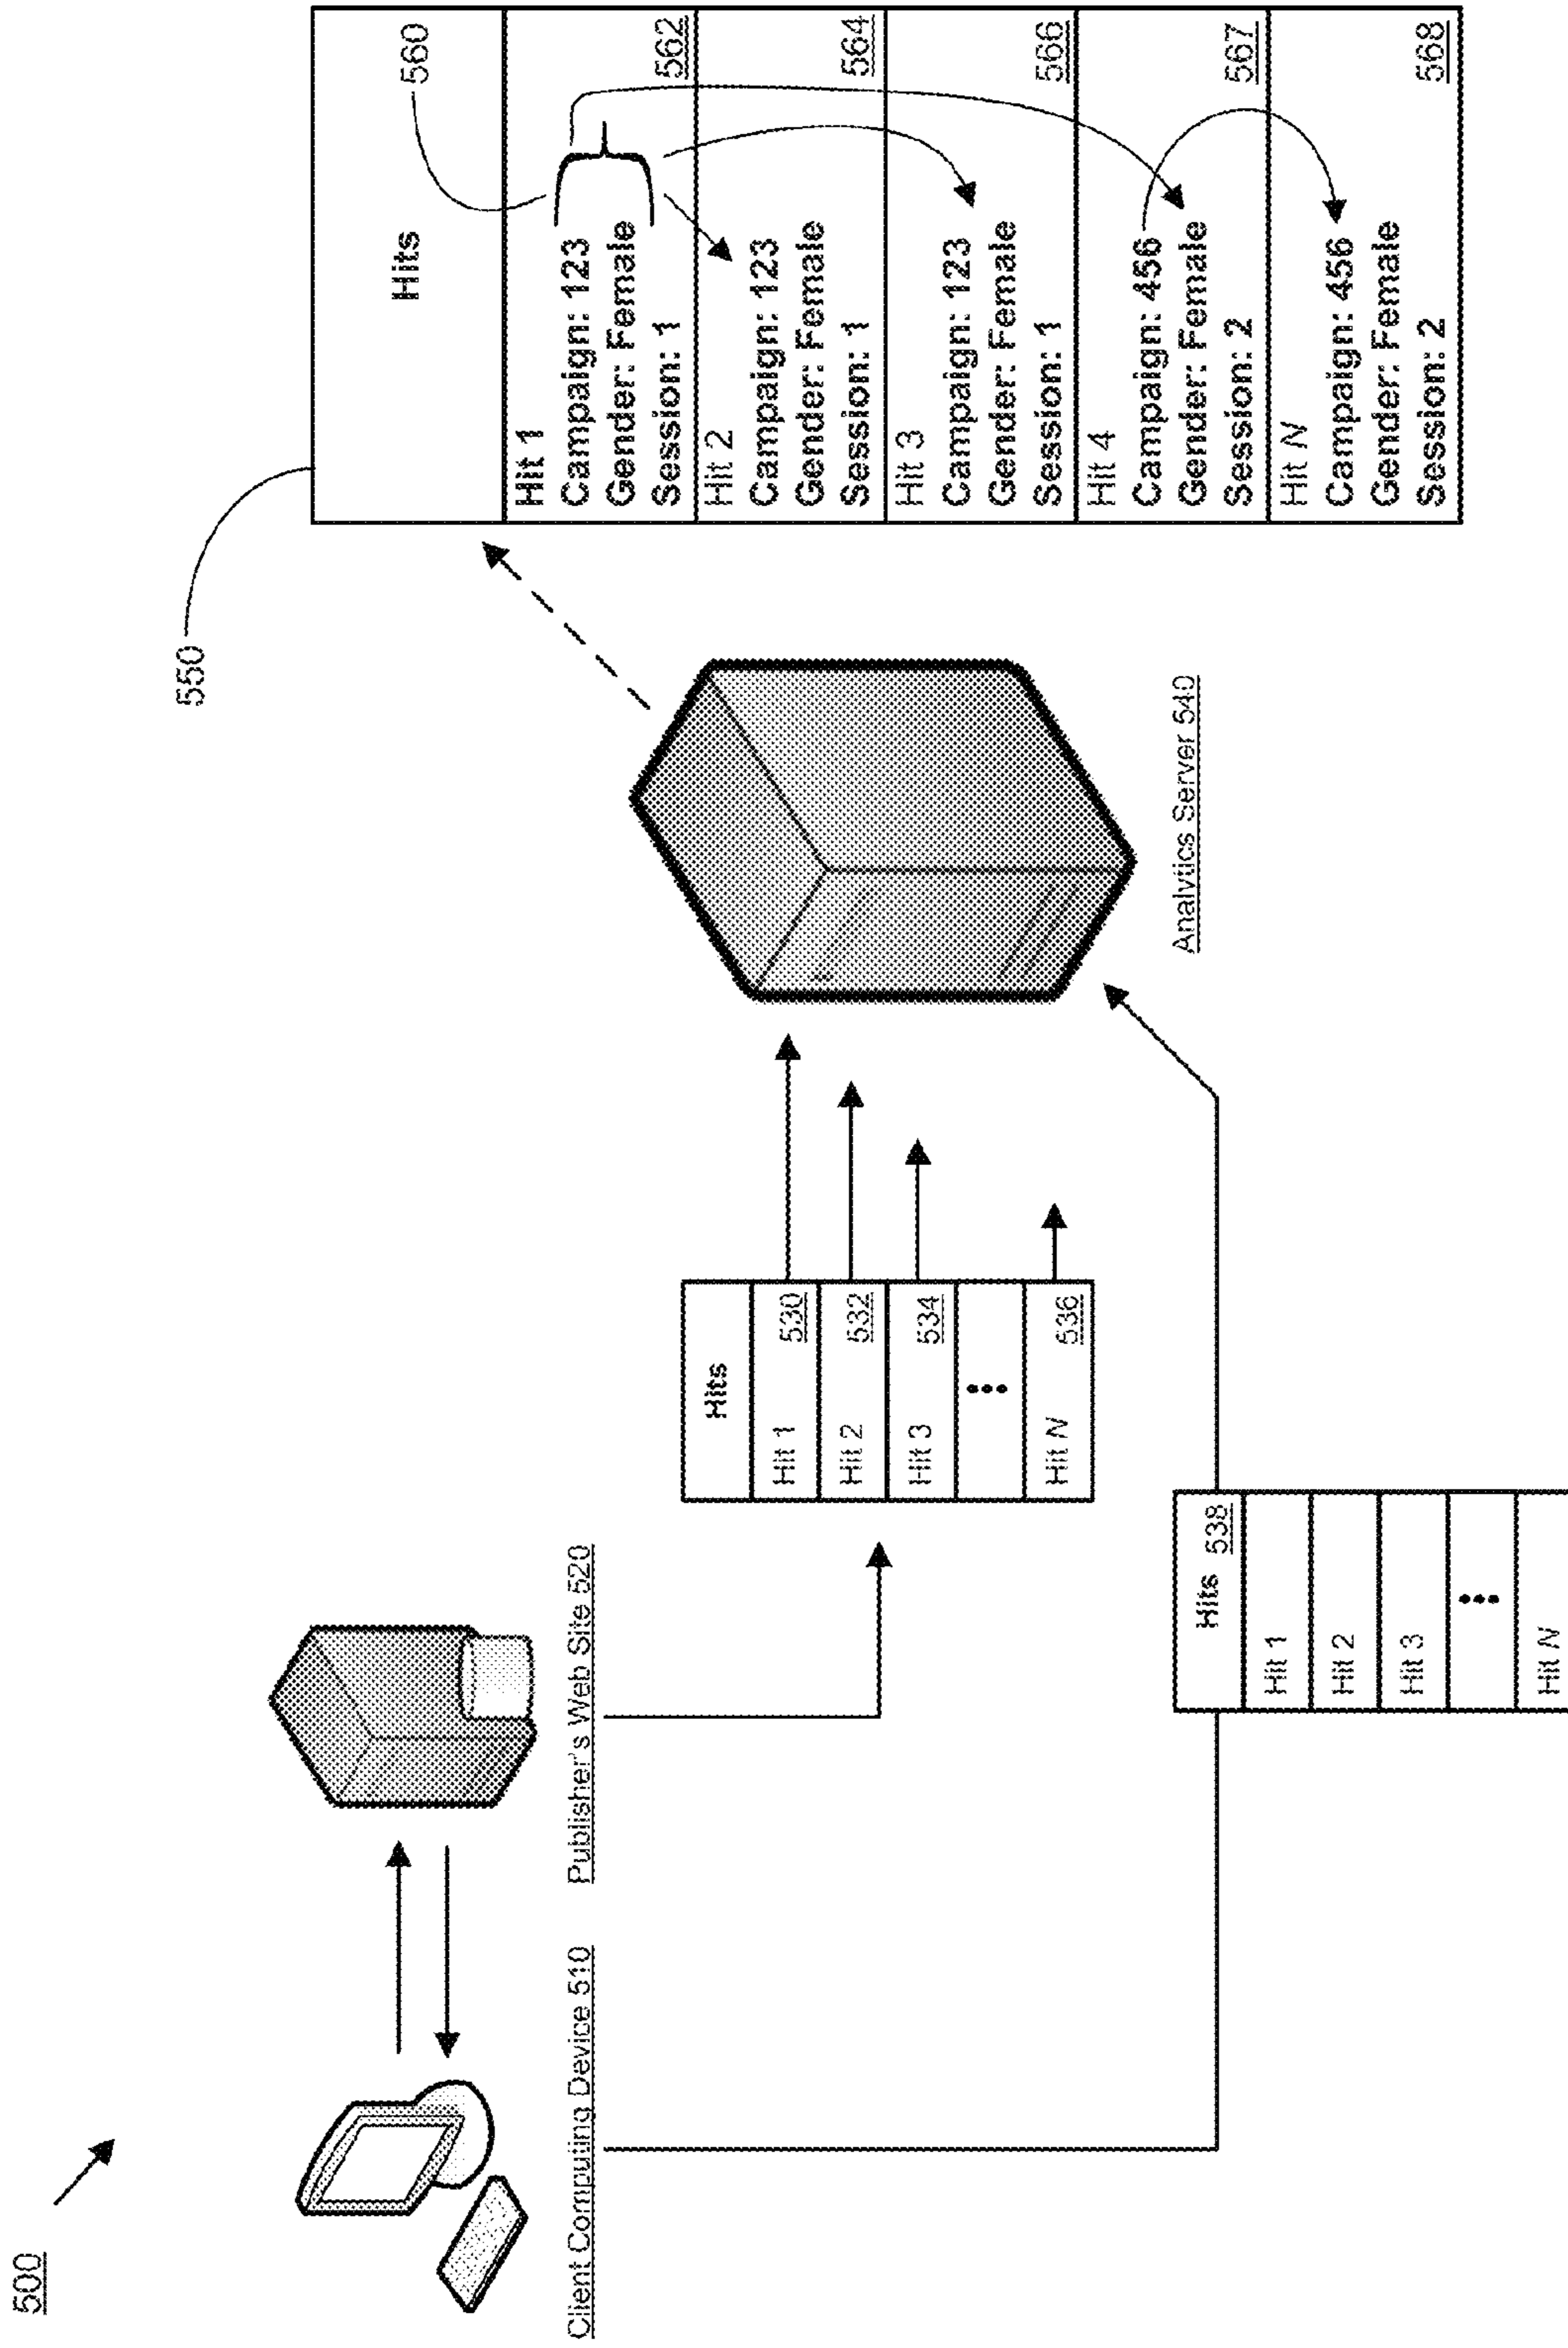 500
Client Computing Device 510
Publisher's Web Site 520
Hits
Hit 1 530
Hit 2 532
Hit 3 534
•••
Hit N 536
Hits 538
Hit 1
Hit 2
Hit 3
•••
Hit N
Analytics Server 540
550
Hits
560
Hit 1
Campaign: 123
Gender: Female
Session: 1 562
Hit 2
Campaign: 123
Gender: Female
Session: 1 564
Hit 3
Campaign: 123
Gender: Female
Session: 1 566
Hit 4
Campaign: 456
Gender: Female
Session: 2 567
Hit N
Campaign: 456
Gender: Female
Session: 2 568